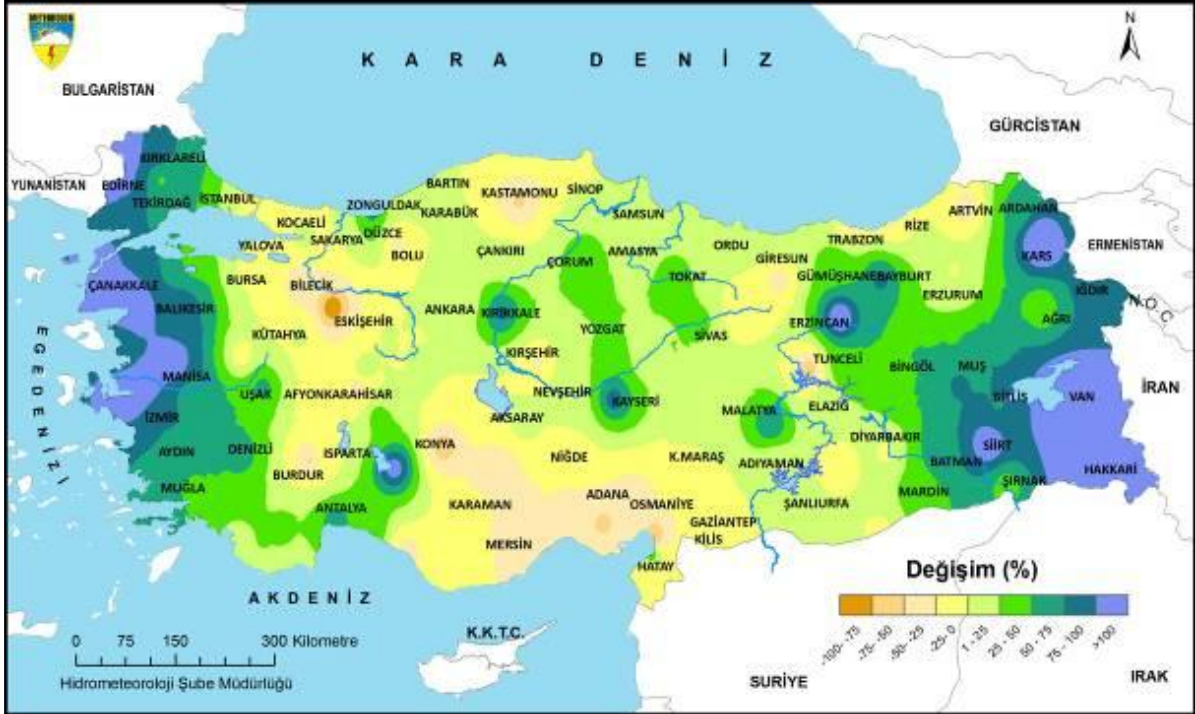 K A R A D E N İ Z
N
BULGARİSTAN
GÜRCİSTAN
YUNANİSTAN
ERMENİSTAN
İRAN
IRAK
SURİYE
K.K.T.C.
E G E D E N İ Z İ
A K D E N İ Z
KIRKLARELİ
EDİRNE
TEKİRDAĞ
İSTANBUL
KOCAELİ
YALOVA
SAKARYA
DÜZCE
ZONGULDAK
BARTIN
KARABÜK
KASTAMONU
SİNOP
SAMSUN
BOLU
ÇANKIRI
ÇORUM
AMASYA
TOKAT
ORDU
GİRESUN
TRABZON
RİZE
ARTVİN
ARDAHAN
KARS
IĞDIR
NÖC
AĞRI
GÜMÜŞHANE
BAYBURT
ERZURUM
ERZİNCAN
ÇANAKKALE
BALIKESİR
BURSA
BİLECİK
ESKİŞEHİR
ANKARA
KIRIKKALE
YOZGAT
SİVAS
KÜTAHYA
KIRŞEHİR
TUNCELİ
BİNGÖL
MUŞ
BİTLİS
VAN
MANİSA
UŞAK
AFYONKARAHİSAR
NEVŞEHİR
KAYSERİ
AKSARAY
MALATYA
ELAZIĞ
İZMİR
AYDIN
DENİZLİ
ISPARTA
BURDUR
KONYA
NİĞDE
K.MARAŞ
ADIYAMAN
DİYARBAKIR
BATMAN
SİİRT
HAKKARİ
ŞIRNAK
MARDİN
ŞANLIURFA
MUĞLA
ANTALYA
KARAMAN
MERSİN
ADANA
OSMANİYE
GAZİANTEP
KİLİS
HATAY
Değişim (%)
-100- -75
-75- -50
-50- -25
-25- 0
1 - 25
25 - 50
50 - 75
75 - 100
>100
0 75 150 300 Kilometre
Hidrometeoroloji Şube Müdürlüğü